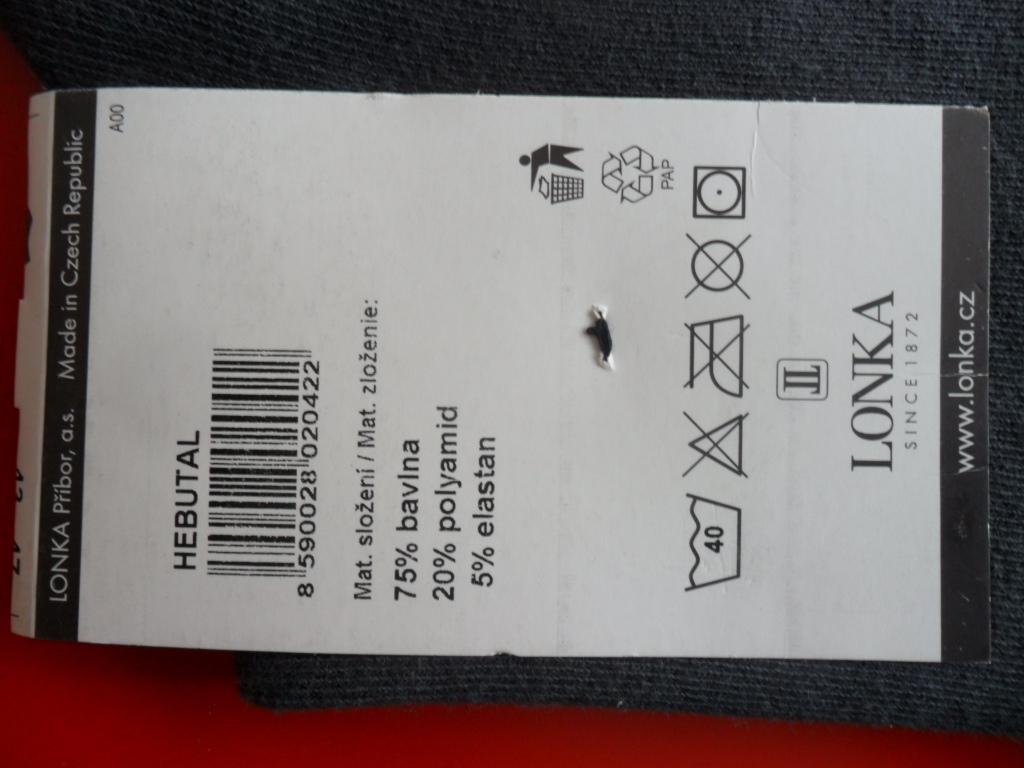 LONKA Příbor, a.s. Made in Czech Republic
A00
HEBUTAL
8 590028 020422
Mat. složení / Mat. zloženie:
75% bavlna
20% polyamid
5% elastan
PAP
40
LONKA
SINCE 1872
www.lonka.cz